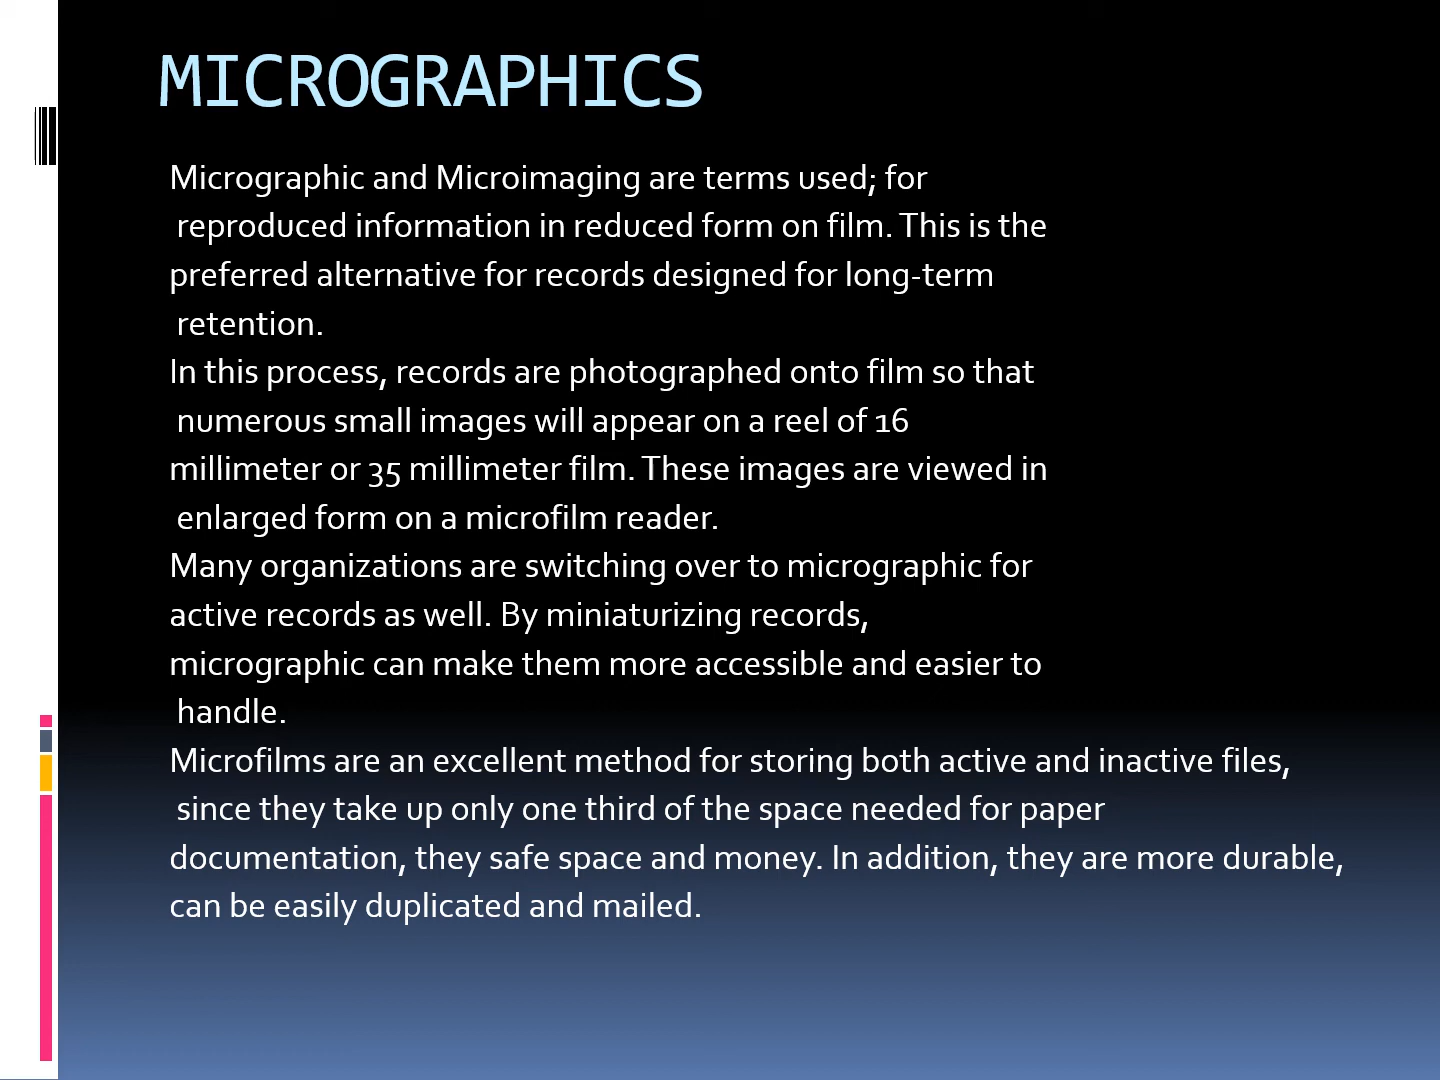 MICROGRAPHICS
Micrographic and Microimaging are terms used; for
reproduced information in reduced form on film. This is the
preferred alternative for records designed for long-term
retention.
In this process, records are photographed onto film so that
numerous small images will appear on a reel of 16
millimeter or 35 millimeter film. These images are viewed in
enlarged form on a microfilm reader.
Many organizations are switching over to micrographic for
active records as well. By miniaturizing records,
micrographic can make them more accessible and easier to
handle.
Microfilms are an excellent method for storing both active and inactive files,
since they take up only one third of the space needed for paper
documentation, they safe space and money. In addition, they are more durable,
can be easily duplicated and mailed.